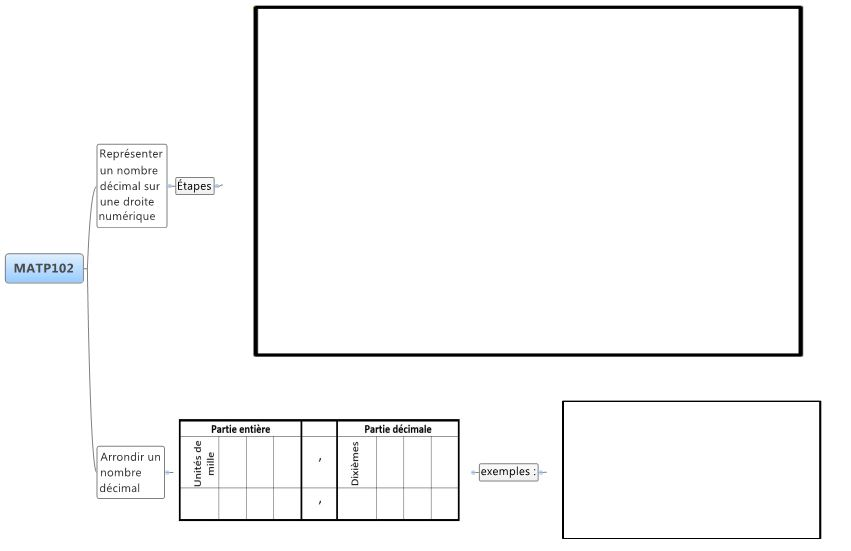 Représenter
un nombre
décimal sur
une droite
numérique
Étapes
MATP102
Arrondir un
nombre
décimal
Partie entière
Partie décimale
Unités de
mille
,
Dixièmes
,
exemples :